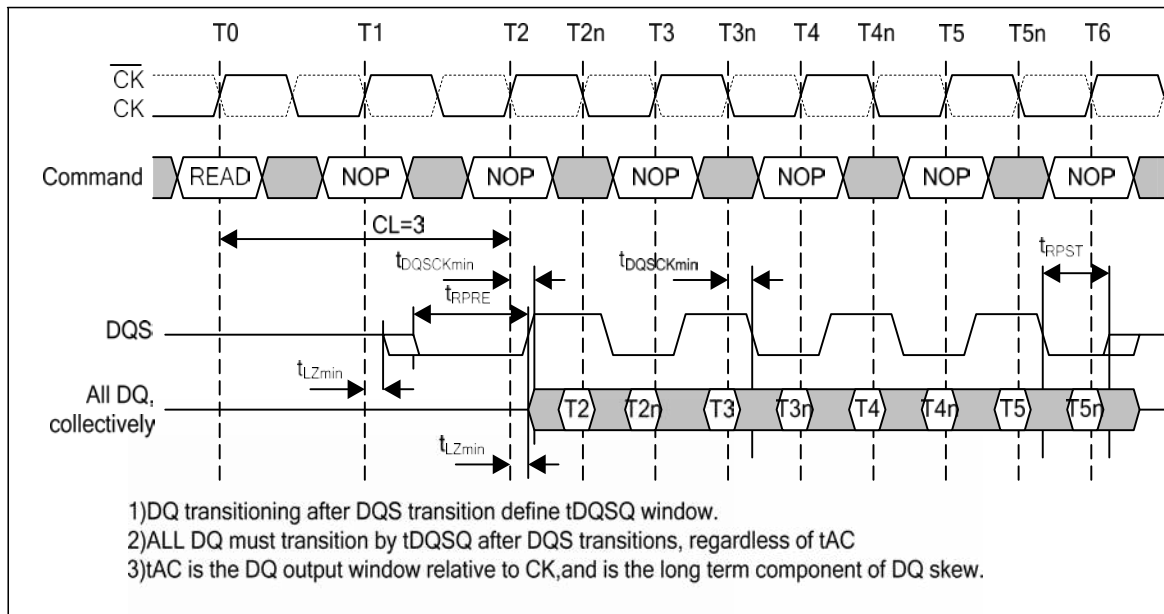 T0 T1 T2 T2n T3 T3n T4 T4n T5 T5n T6
CK
CK
Command READ NOP NOP NOP NOP NOP NOP
CL=3
tDQSCKmin tDQSCKmin tRPST
tRPRE
DQS
tLZmin
All DQ,
collectively
T2 T2n T3 T3n T4 T4n T5 T5n
tLZmin
1)DQ transitioning after DQS transition define tDQSQ window.
2)ALL DQ must transition by tDQSQ after DQS transitions, regardless of tAC
3)tAC is the DQ output window relative to CK,and is the long term component of DQ skew.